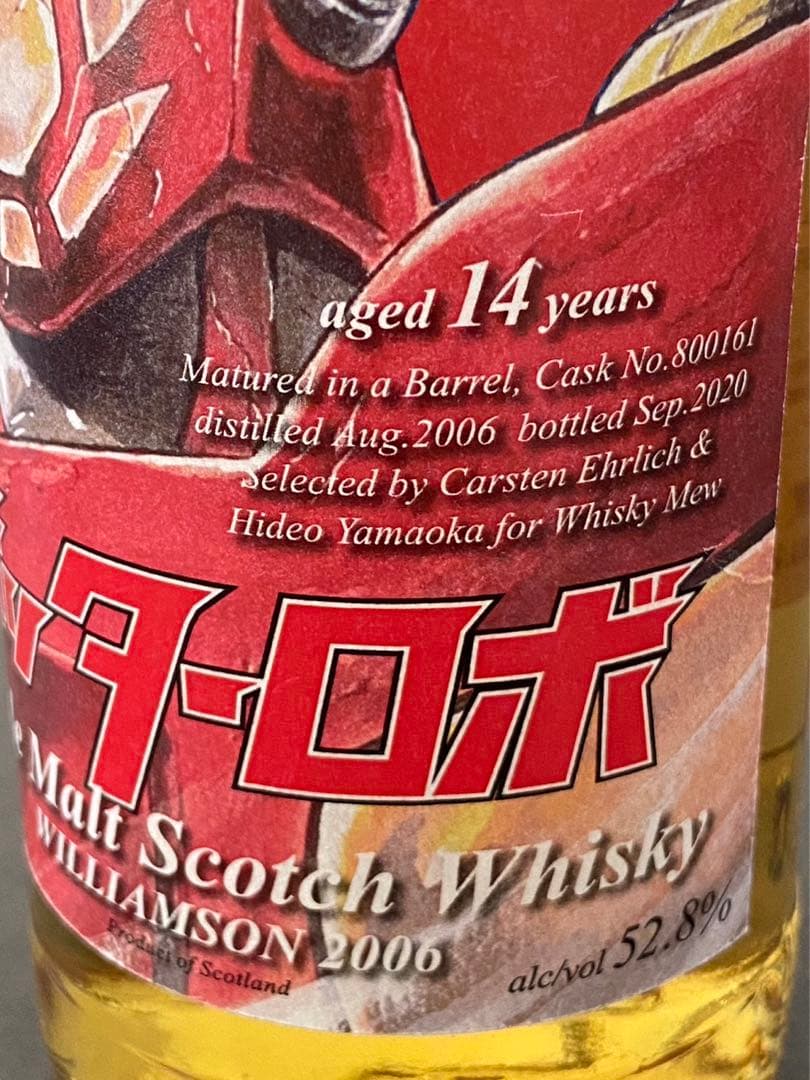 aged 14 years
Matured in a Barrel, Cask No.800161
distilled Aug.2006 bottled Sep.2020
Selected by Carsten Ehrlich &
Hideo Yamaoka for Whisky Mew
ターロボ
Malt Scotch Whisky
WILLIAMSON 2006
Product of Scotland
alc/vol 52.8%